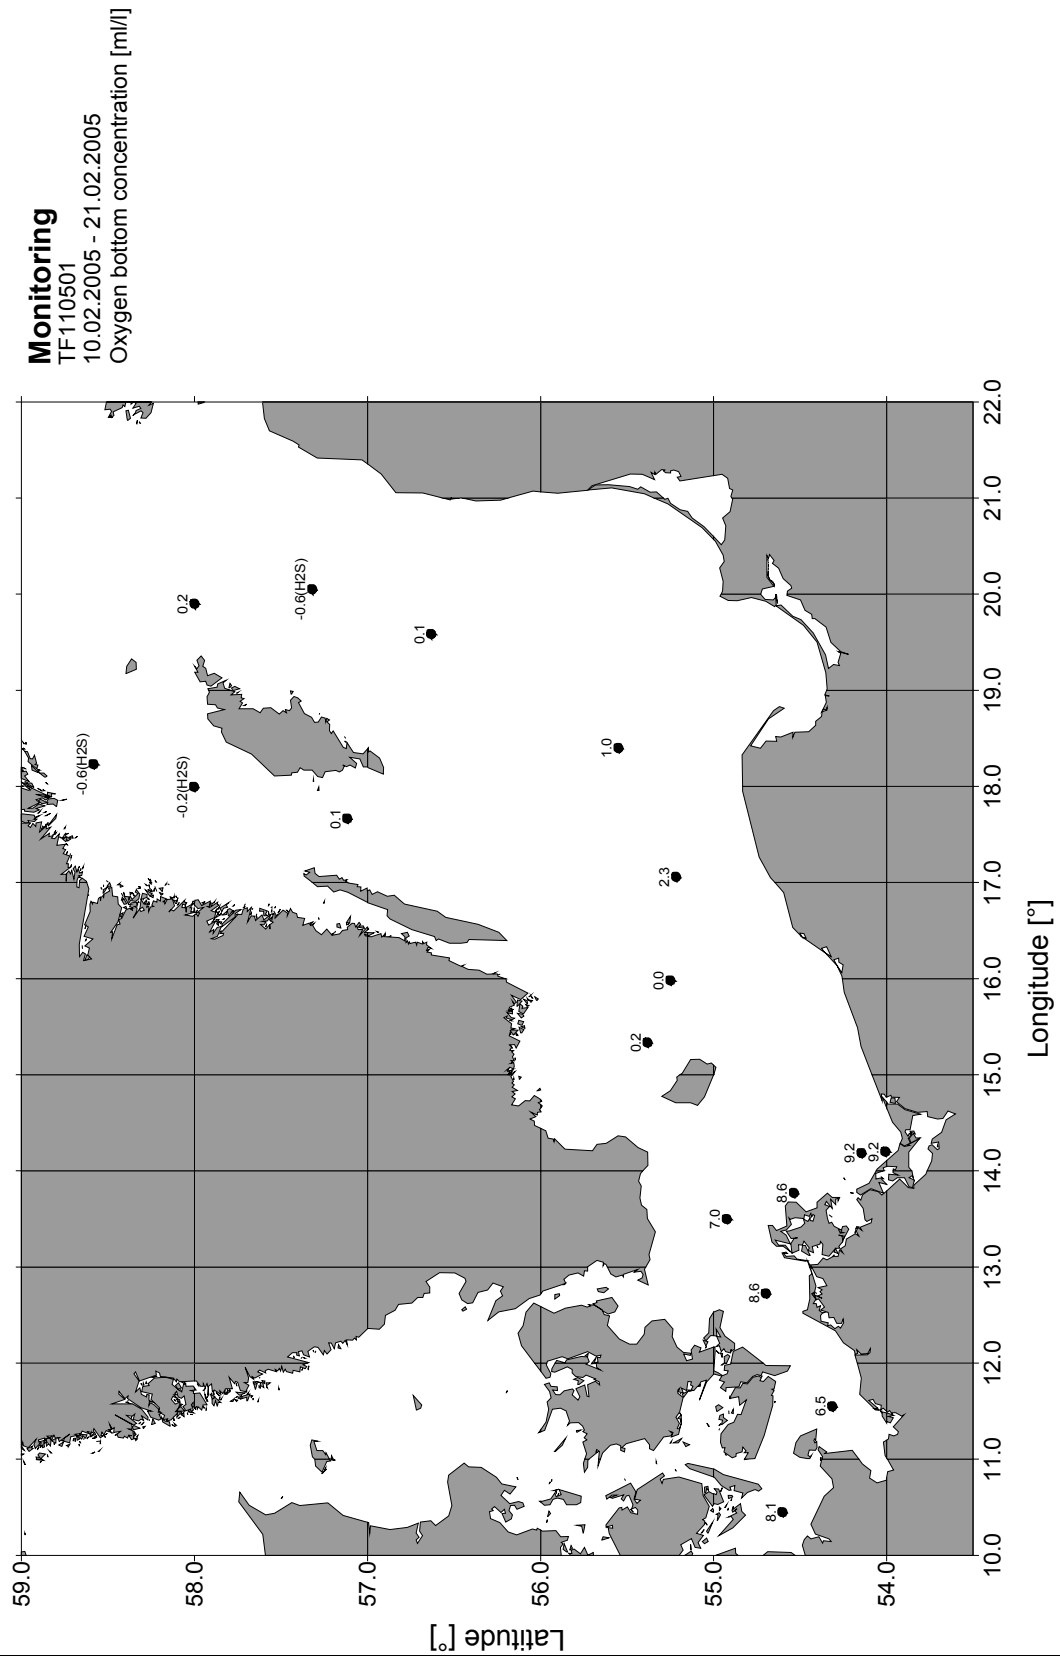 Monitoring
TF110501
10.02.2005 - 21.02.2005
Oxygen bottom concentration [ml/l]
59.0
58.0
57.0
56.0
55.0
54.0
Latitude [°]
-0.6(H2S)
-0.2(H2S)
0.2
-0.6(H2S)
0.1
0.1
1.0
2.3
0.0
0.2
7.0
8.6
9.2
9.2
8.6
6.5
8.1
10.0 11.0 12.0 13.0 14.0 15.0 16.0 17.0 18.0 19.0 20.0 21.0 22.0
Longitude [°]